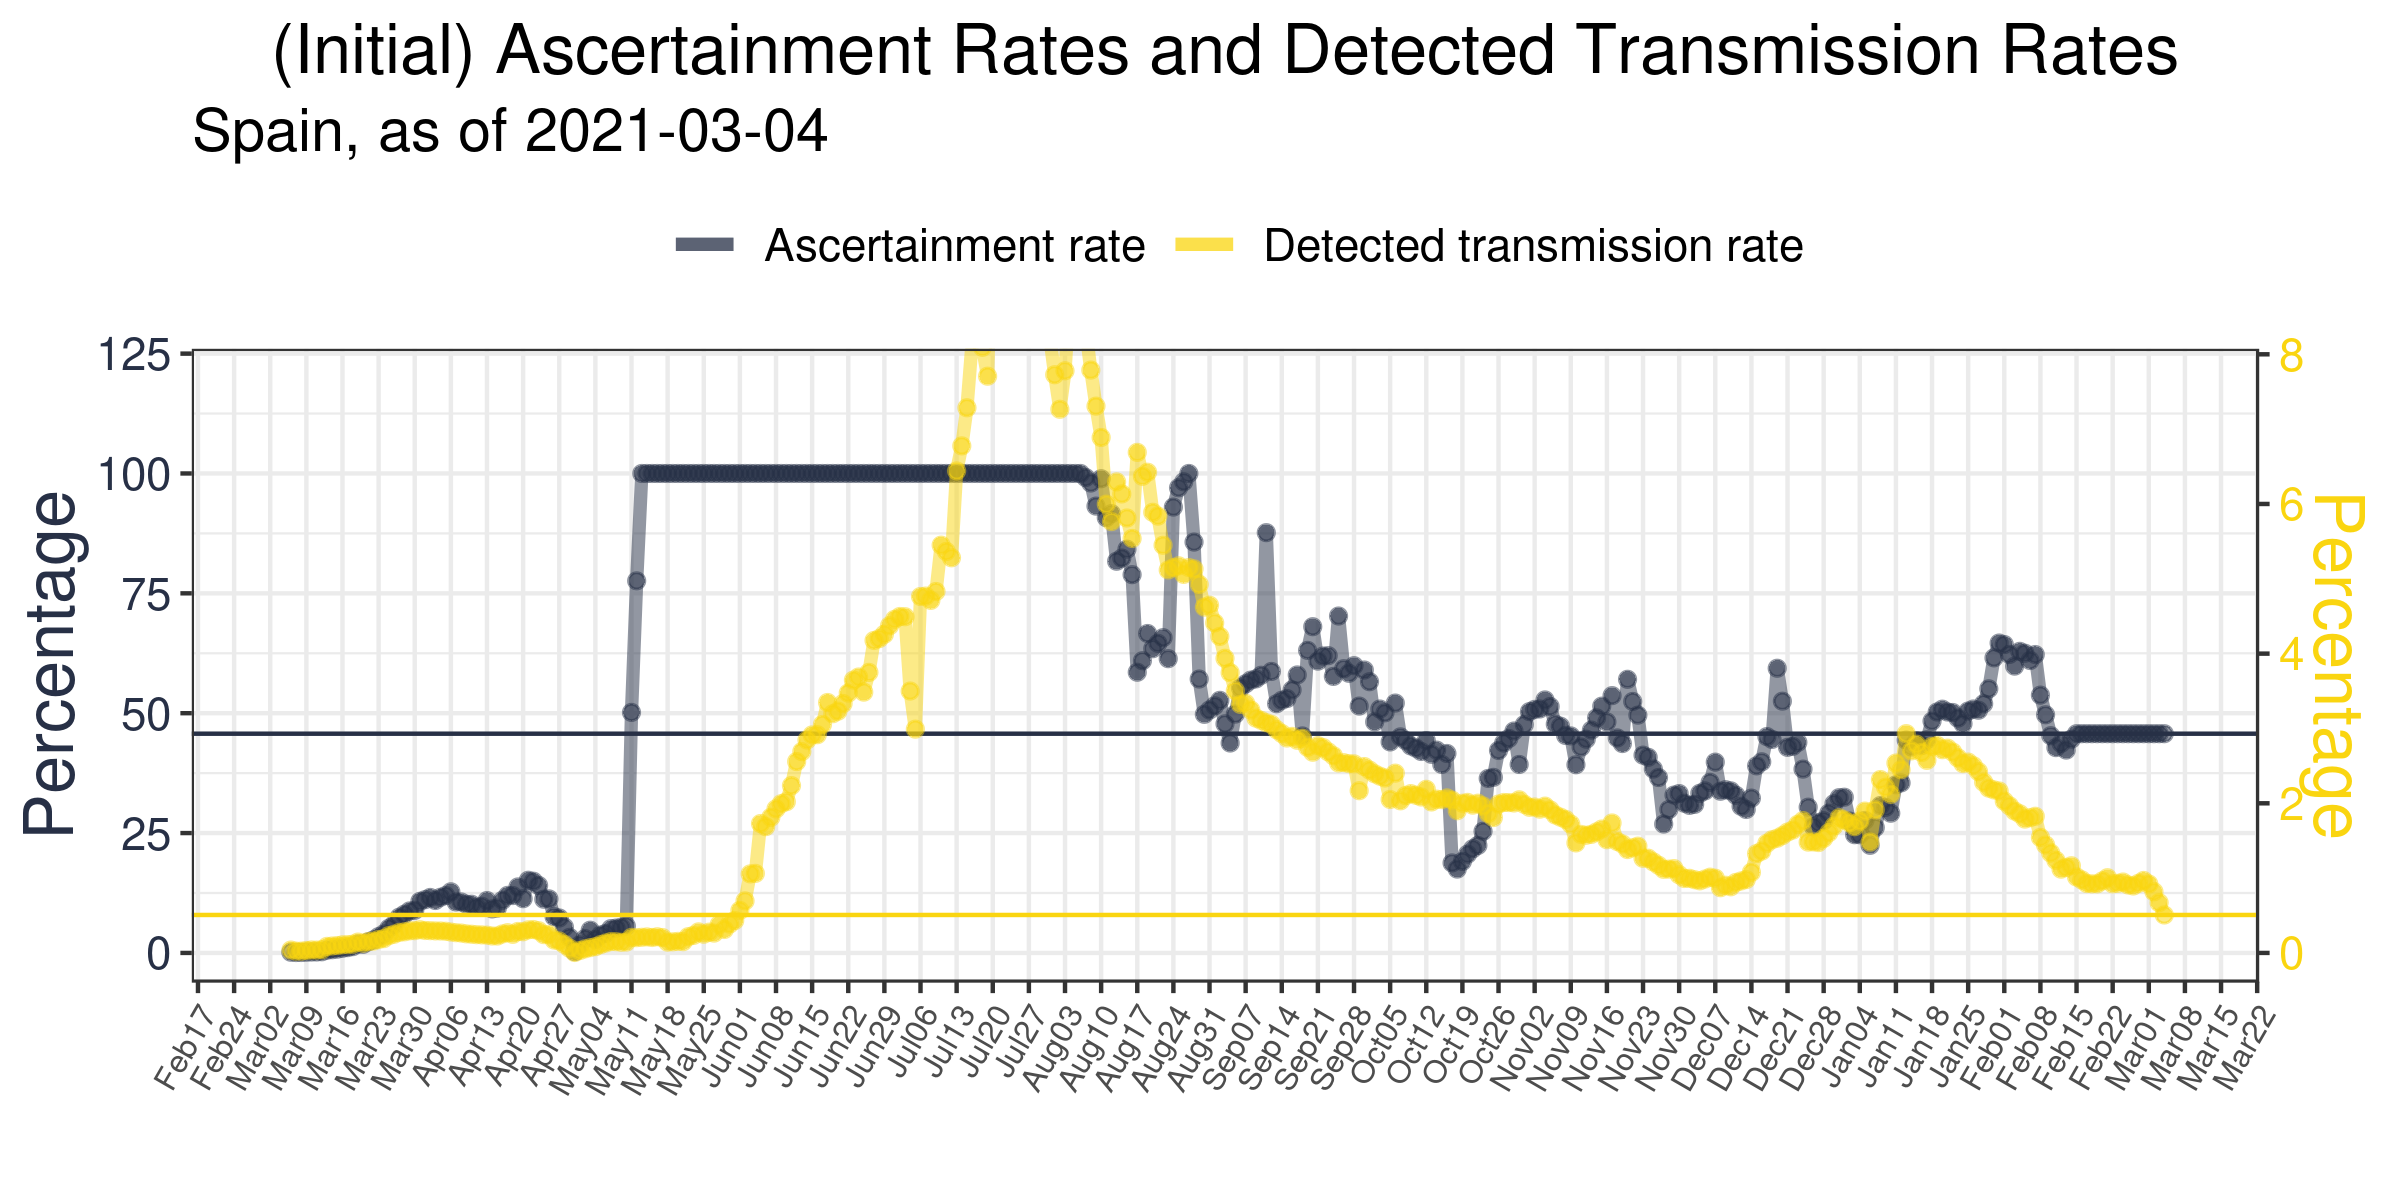 (Initial) Ascertainment Rates and Detected Transmission Rates
Spain, as of 2021-03-04
Ascertainment rate
Detected transmission rate
125
100
75
50
25
0
Percentage
8
6
4
2
0
Percentage
Feb17
Feb24
Mar02
Mar09
Mar16
Mar23
Mar30
Apr06
Apr13
Apr20
Apr27
May04
May11
May18
May25
Jun01
Jun08
Jun15
Jun22
Jun29
Jul06
Jul13
Jul20
Jul27
Aug03
Aug10
Aug17
Aug24
Aug31
Sep07
Sep14
Sep21
Sep28
Oct05
Oct12
Oct19
Oct26
Nov02
Nov09
Nov16
Nov23
Nov30
Dec07
Dec14
Dec21
Dec28
Jan04
Jan11
Jan18
Jan25
Feb01
Feb08
Feb15
Feb22
Mar01
Mar08
Mar15
Mar22